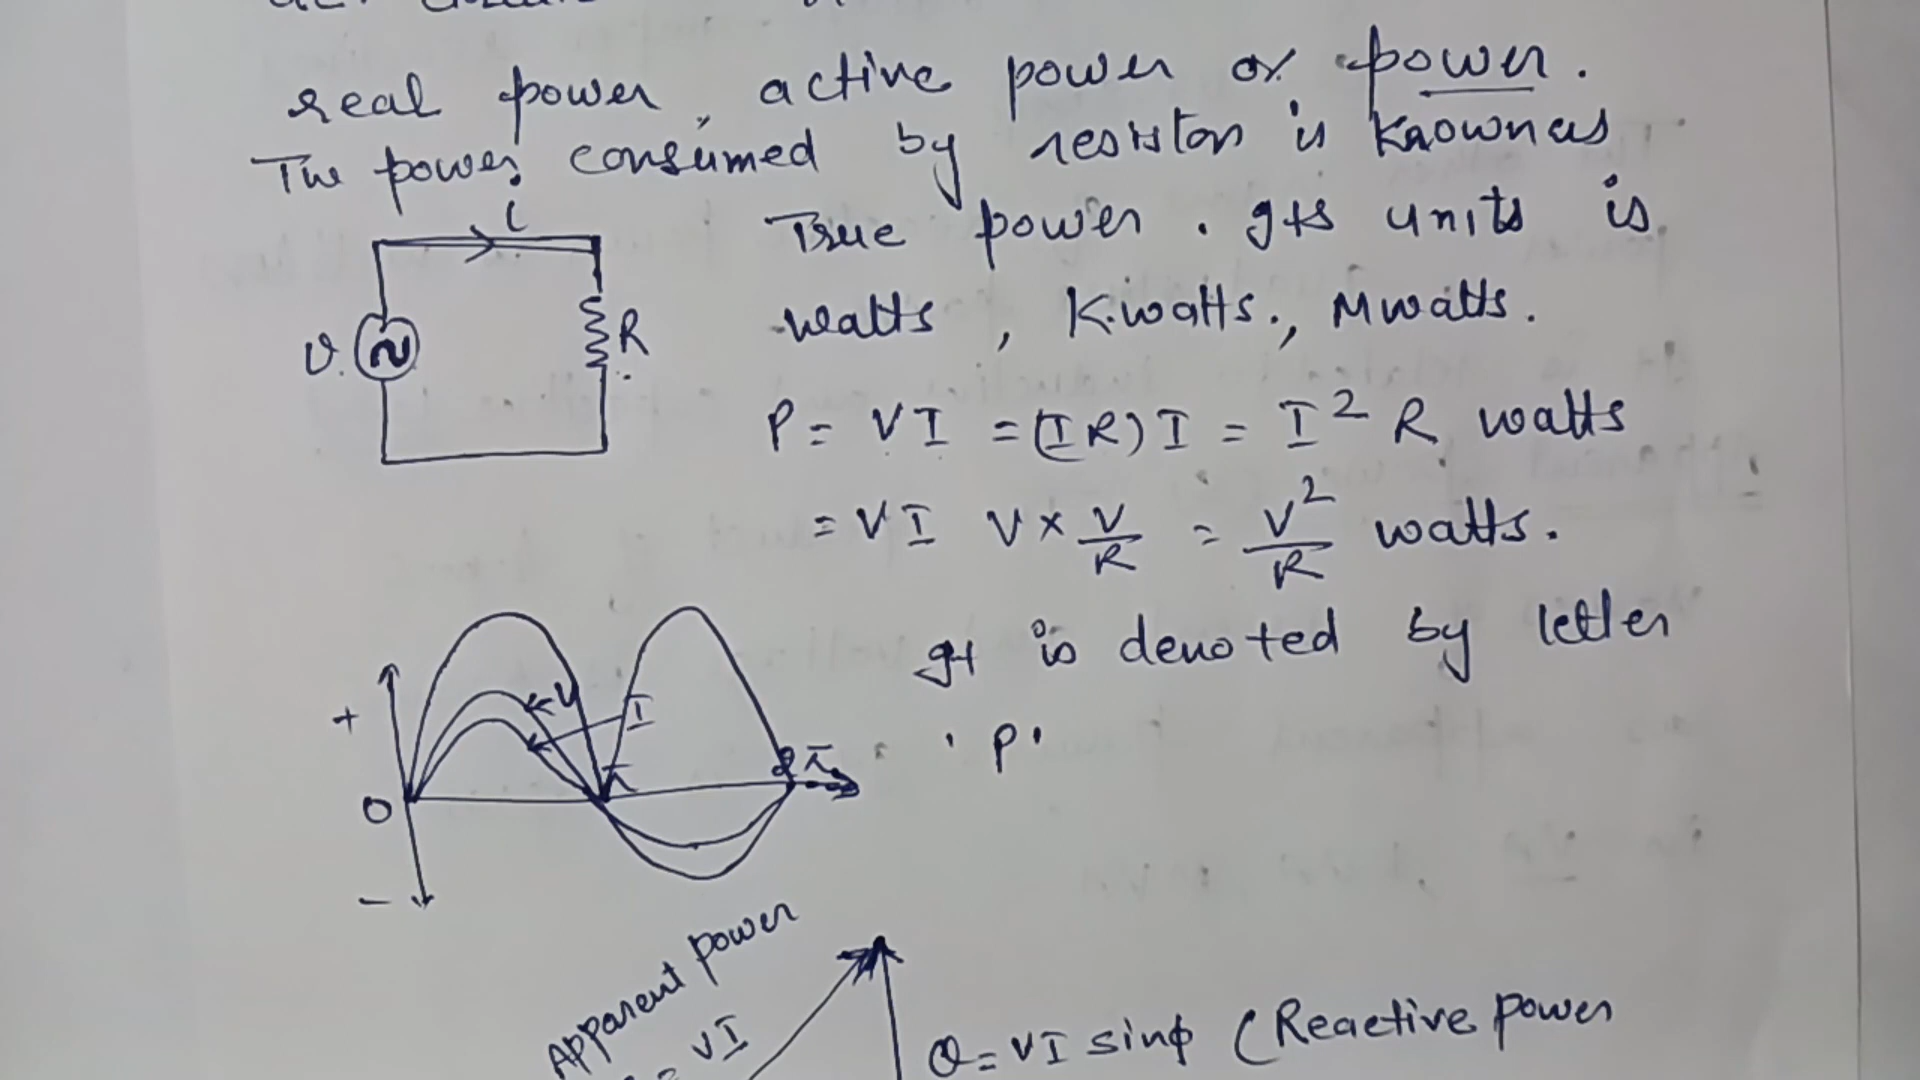 real power, active power or power.
The power consumed by resistor is known as
True power. Its units is
watts, K.watts., Mwatts.
i
V.
R
P = VI = (IR)I = I² R watts
= VI V × V/R = V²/R watts.
It is denoted by letter
'P'
+
V
I
π
2π
0
-
Apparent power
= VI
Q = VI sinφ (Reactive power